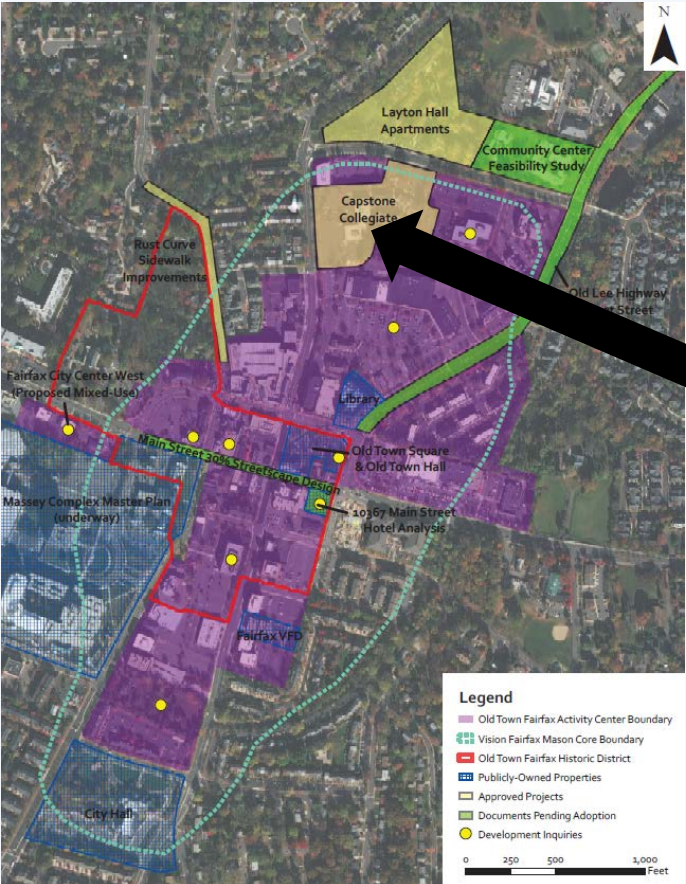 N
Layton Hall
Apartments
Community Center
Feasibility Study
Capstone
Collegiate
Rust Curve
Sidewalk
Improvements
Old Lee Highway
Street
Fairfax City Center West
(Proposed Mixed-Use)
Library
Main Street 30% Streetscape Design
Old Town Square
& Old Town Hall
Massey Complex Master Plan
(underway)
10367 Main Street
Hotel Analysis
Fairfax VFD
City Hall
Legend
Old Town Fairfax Activity Center Boundary
Vision Fairfax Mason Core Boundary
Old Town Fairfax Historic District
Publicly-Owned Properties
Approved Projects
Documents Pending Adoption
Development Inquiries
0 250 500 1,000
Feet